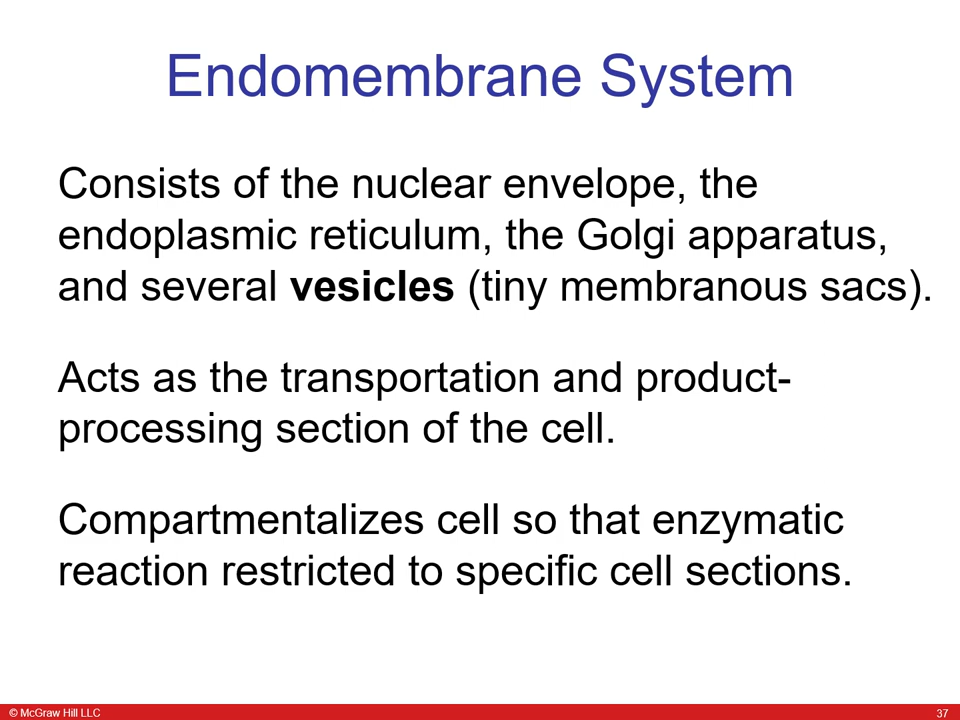 Endomembrane System
Consists of the nuclear envelope, the
endoplasmic reticulum, the Golgi apparatus,
and several vesicles (tiny membranous sacs).
Acts as the transportation and product-
processing section of the cell.
Compartmentalizes cell so that enzymatic
reaction restricted to specific cell sections.
© McGraw Hill LLC
37